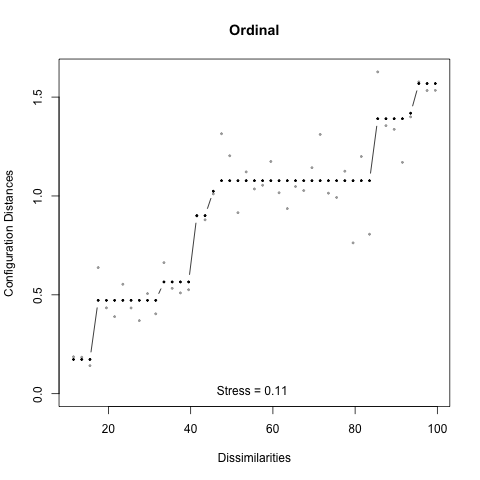 Ordinal
Configuration Distances
1.5
1.0
0.5
0.0
Stress = 0.11
20 40 60 80 100
Dissimilarities